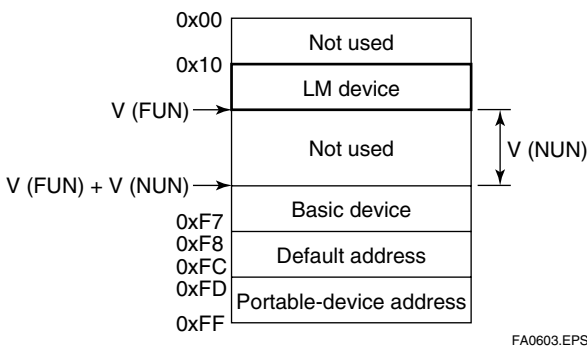 0x00
Not used
0x10
LM device
V (FUN)
Not used
V (NUN)
V (FUN) + V (NUN)
Basic device
0xF7
0xF8
Default address
0xFC
0xFD
Portable-device address
0xFF
FA0603.EPS